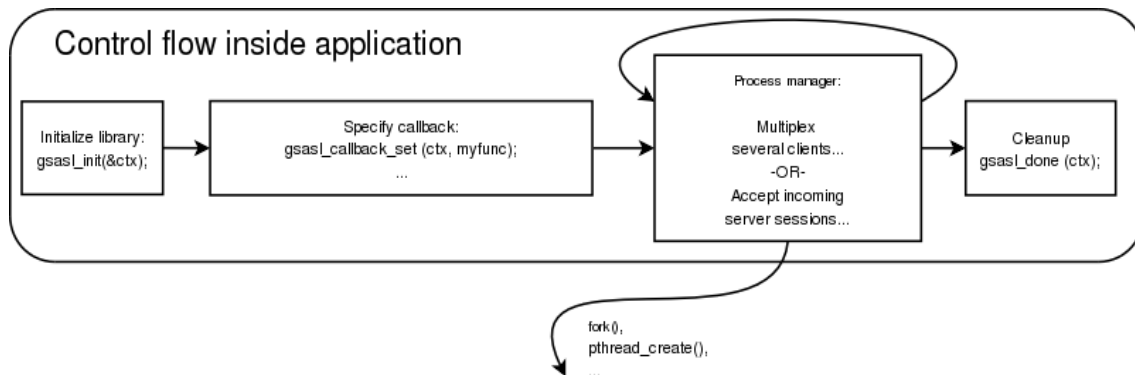 Control flow inside application
Initialize library:
gsasl_init(&ctx);
Specify callback:
gsasl_callback_set (ctx, myfunc);
...
Process manager:
Multiplex
several clients...
-OR-
Accept incoming
server sessions...
Cleanup
gsasl_done (ctx);
fork(),
pthread_create(),
...